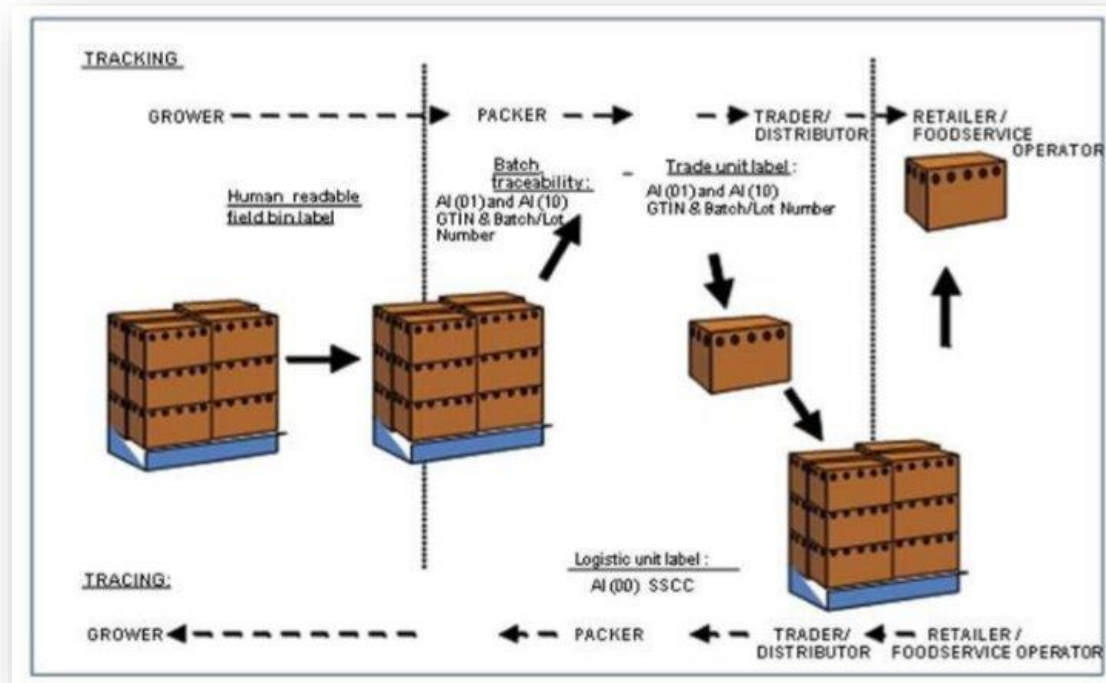 TRACKING
GROWER
PACKER
TRADER/
DISTRIBUTOR
RETAILER /
FOODSERVICE
OPERATOR
Human readable
field bin label
Batch
traceability:
AI (01) and AI (10)
GTIN & Batch/Lot
Number
Trade unit label :
AI (01) and AI (10)
GTIN & Batch/Lot Number
Logistic unit label :
AI (00) SSCC
TRACING:
GROWER
PACKER
TRADER/
DISTRIBUTOR
RETAILER /
FOODSERVICE OPERATOR